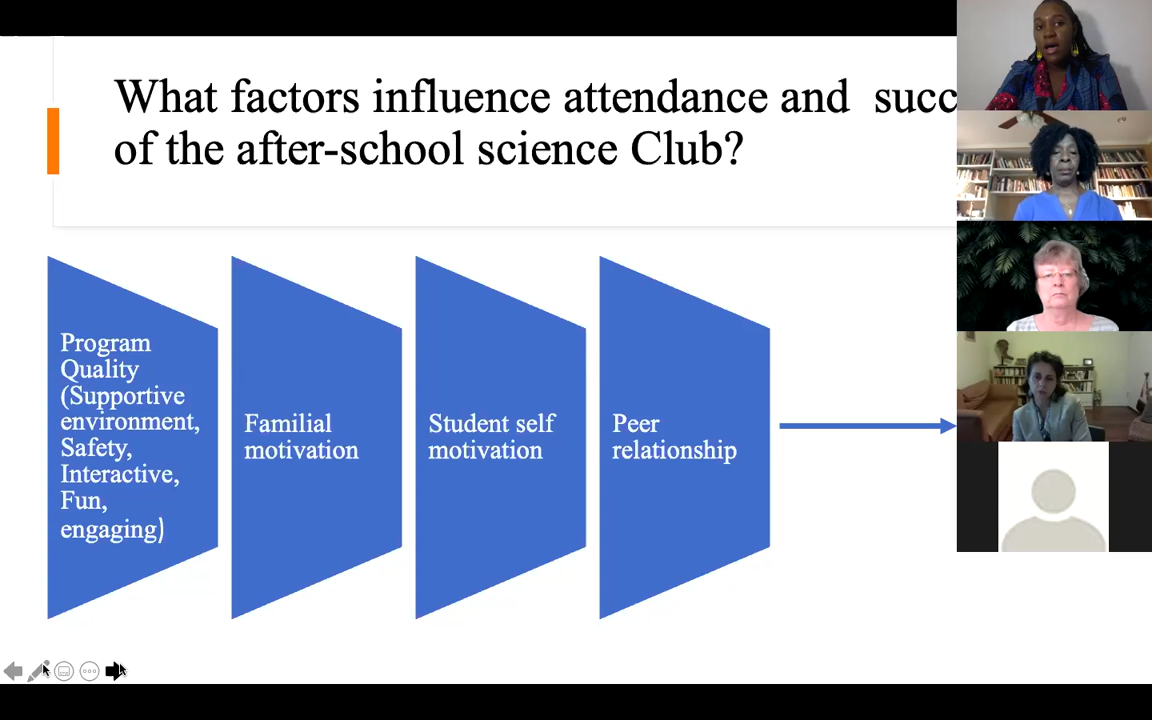 What factors influence attendance and succ
of the after-school science Club?
Program
Quality
(Supportive
environment,
Safety,
Interactive,
Fun,
engaging)
Familial
motivation
Student self
motivation
Peer
relationship